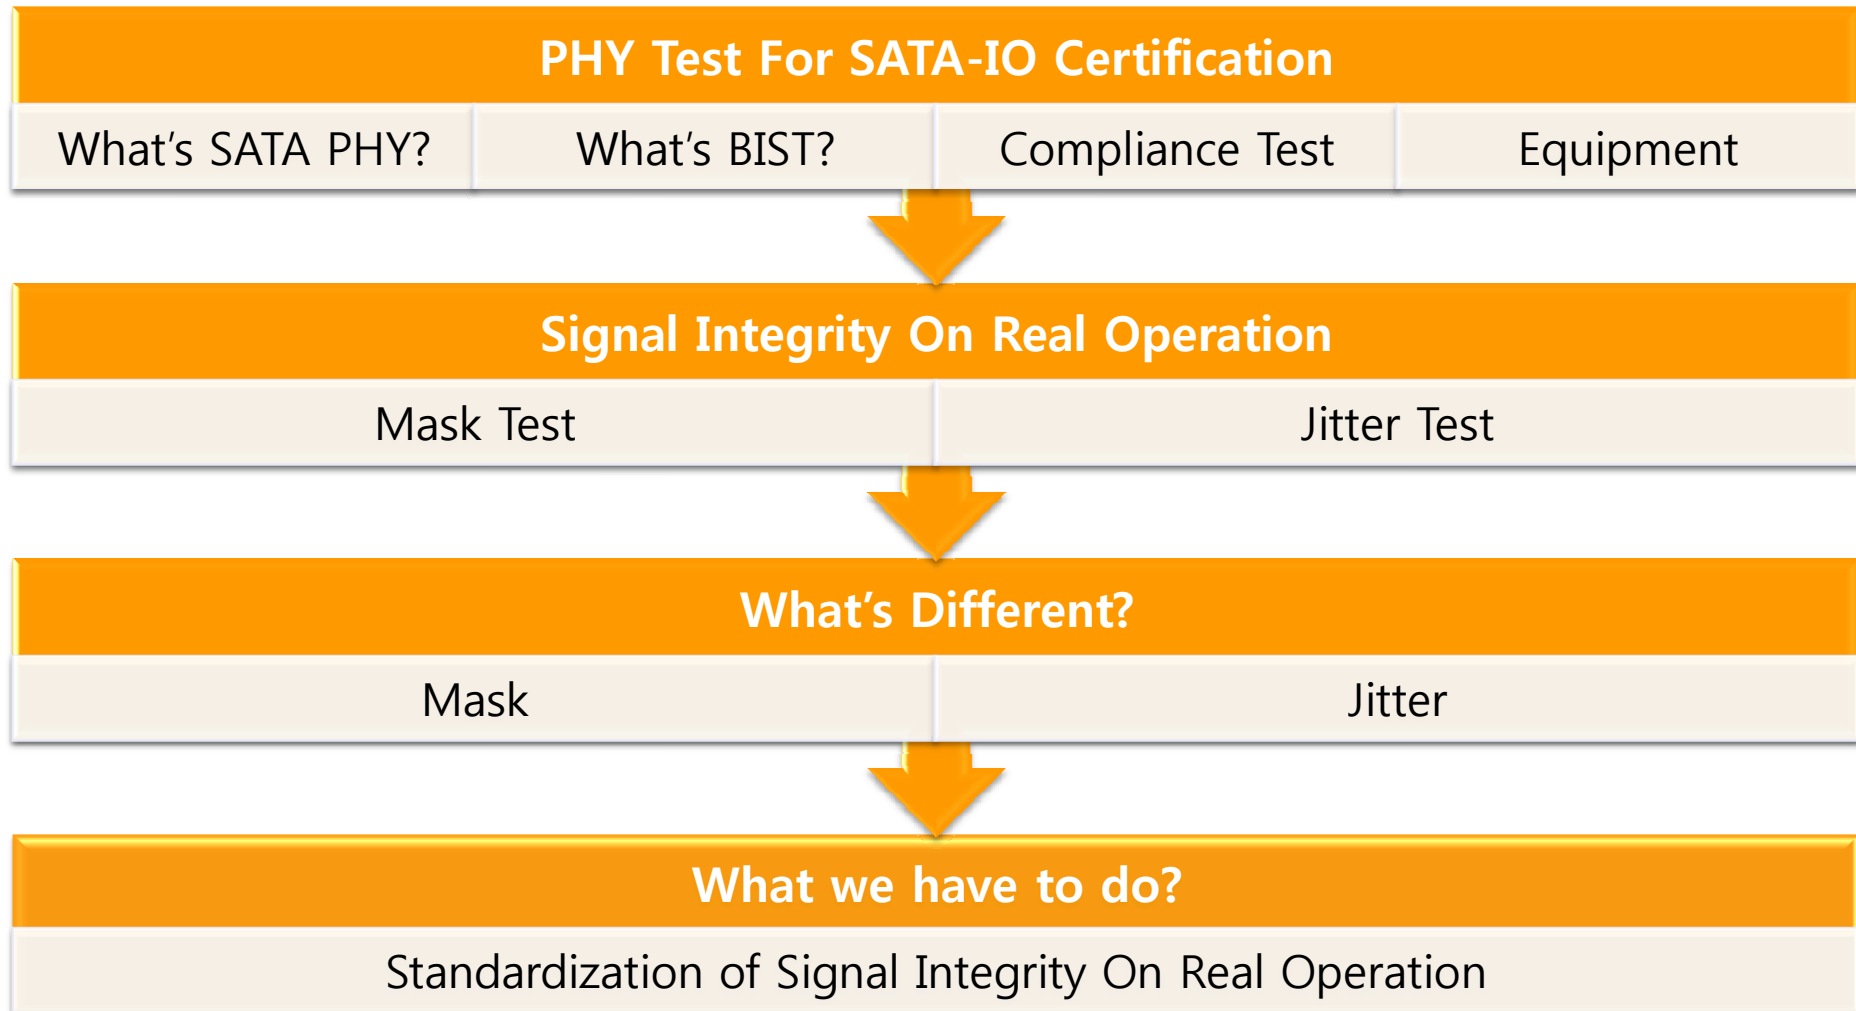 PHY Test For SATA-IO Certification
What's SATA PHY?
What's BIST?
Compliance Test
Equipment
Signal Integrity On Real Operation
Mask Test
Jitter Test
What's Different?
Mask
Jitter
What we have to do?
Standardization of Signal Integrity On Real Operation